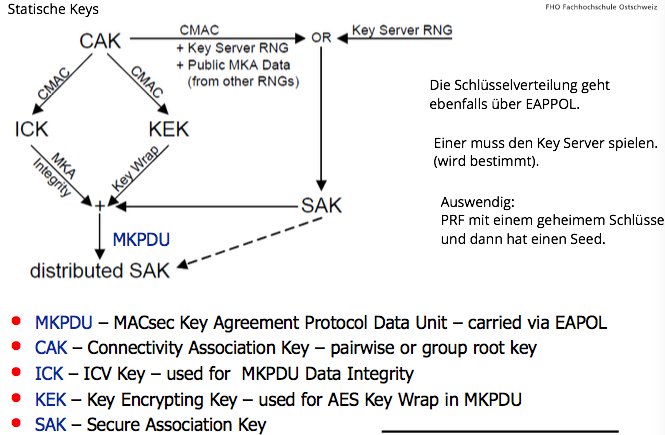 Statische Keys
FHO Fachhochschule Ostschweiz
CAK
CMAC
+ Key Server RNG
+ Public MKA Data
(from other RNGs)
OR
Key Server RNG
CMAC
CMAC
ICK
KEK
MKA
Integrity
Key Wrap
+
SAK
MKPDU
distributed SAK
Die Schlüsselverteilung geht
ebenfalls über EAPPOL.
Einer muss den Key Server spielen.
(wird bestimmt).
Auswendig:
PRF mit einem geheimem Schlüsse
und dann hat einen Seed.
• MKPDU – MACsec Key Agreement Protocol Data Unit – carried via EAPOL
• CAK – Connectivity Association Key – pairwise or group root key
• ICK – ICV Key – used for MKPDU Data Integrity
• KEK – Key Encrypting Key – used for AES Key Wrap in MKPDU
• SAK – Secure Association Key